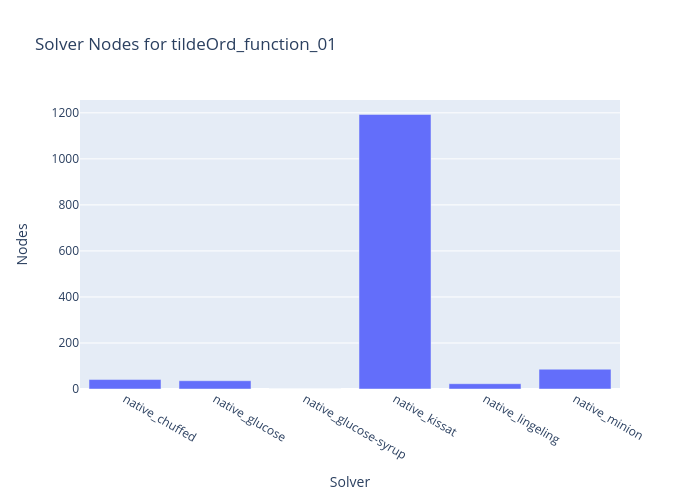 Solver Nodes for tildeOrd_function_01
Nodes
1200
1000
800
600
400
200
0
native_chuffed
native_glucose
native_glucose-syrup
native_kissat
native_lingeling
native_minion
Solver